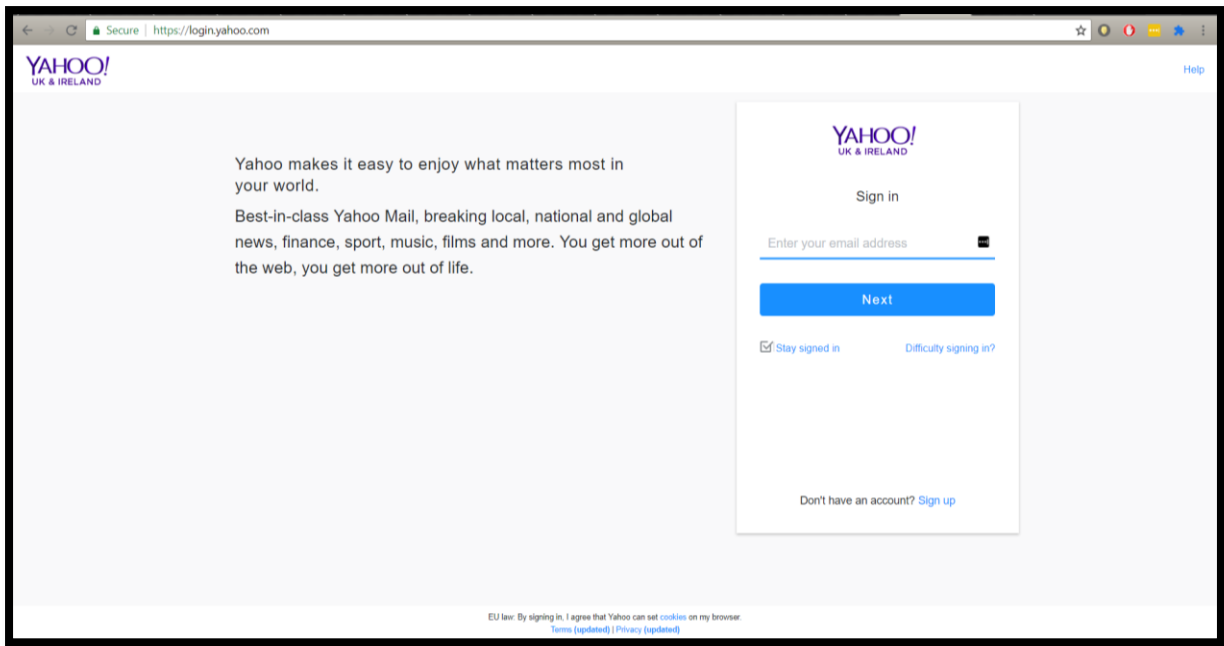 Secure | https://login.yahoo.com
YAHOO!
UK & IRELAND
Help
Yahoo makes it easy to enjoy what matters most in
your world.
Best-in-class Yahoo Mail, breaking local, national and global
news, finance, sport, music, films and more. You get more out of
the web, you get more out of life.
YAHOO!
UK & IRELAND
Sign in
Enter your email address
Next
Stay signed in
Difficulty signing in?
Don't have an account? Sign up
EU law: By signing in, I agree that Yahoo can set cookies on my browser.
Terms (updated) | Privacy (updated)